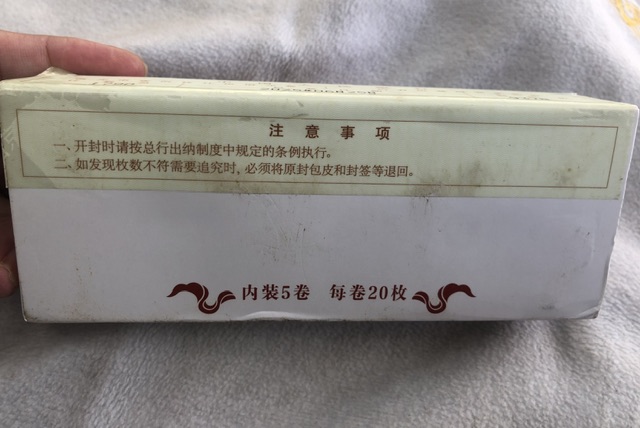 注意事项
一、开封时请按总行出纳制度中规定的条例执行。
二、如发现枚数不符需要追究时，必须将原封包皮和封签等退回。
内装5卷 每卷20枚